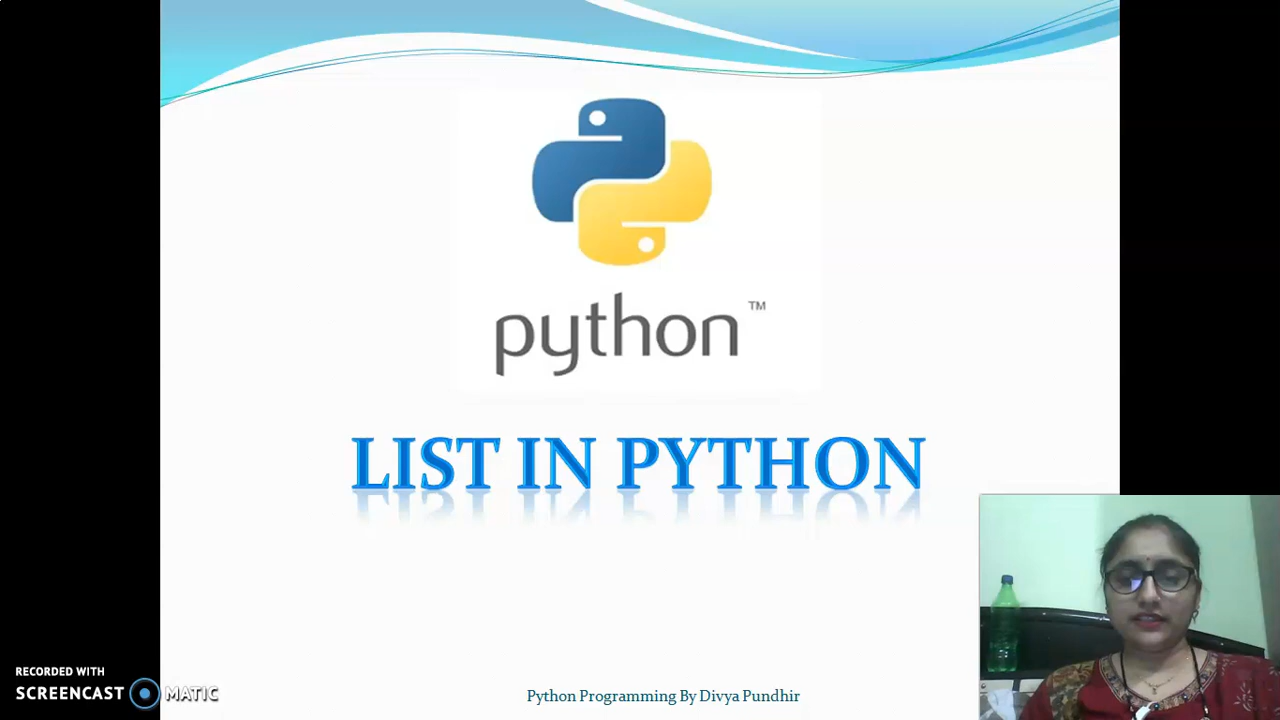 python™
LIST IN PYTHON
RECORDED WITH
SCREENCAST MATIC
Python Programming By Divya Pundhir